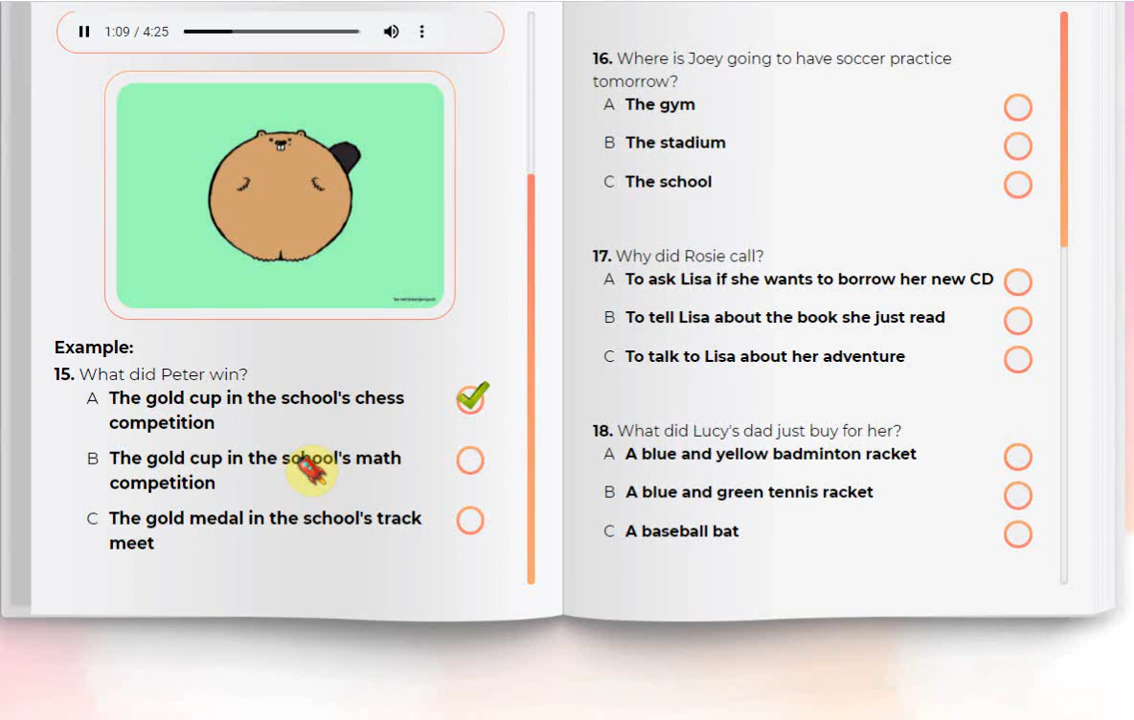 1:09 / 4:25
Example:
15. What did Peter win?
A The gold cup in the school's chess
competition
B The gold cup in the school's math
competition
C The gold medal in the school's track
meet
16. Where is Joey going to have soccer practice
tomorrow?
A The gym
B The stadium
C The school
17. Why did Rosie call?
A To ask Lisa if she wants to borrow her new CD
B To tell Lisa about the book she just read
C To talk to Lisa about her adventure
18. What did Lucy's dad just buy for her?
A A blue and yellow badminton racket
B A blue and green tennis racket
C A baseball bat